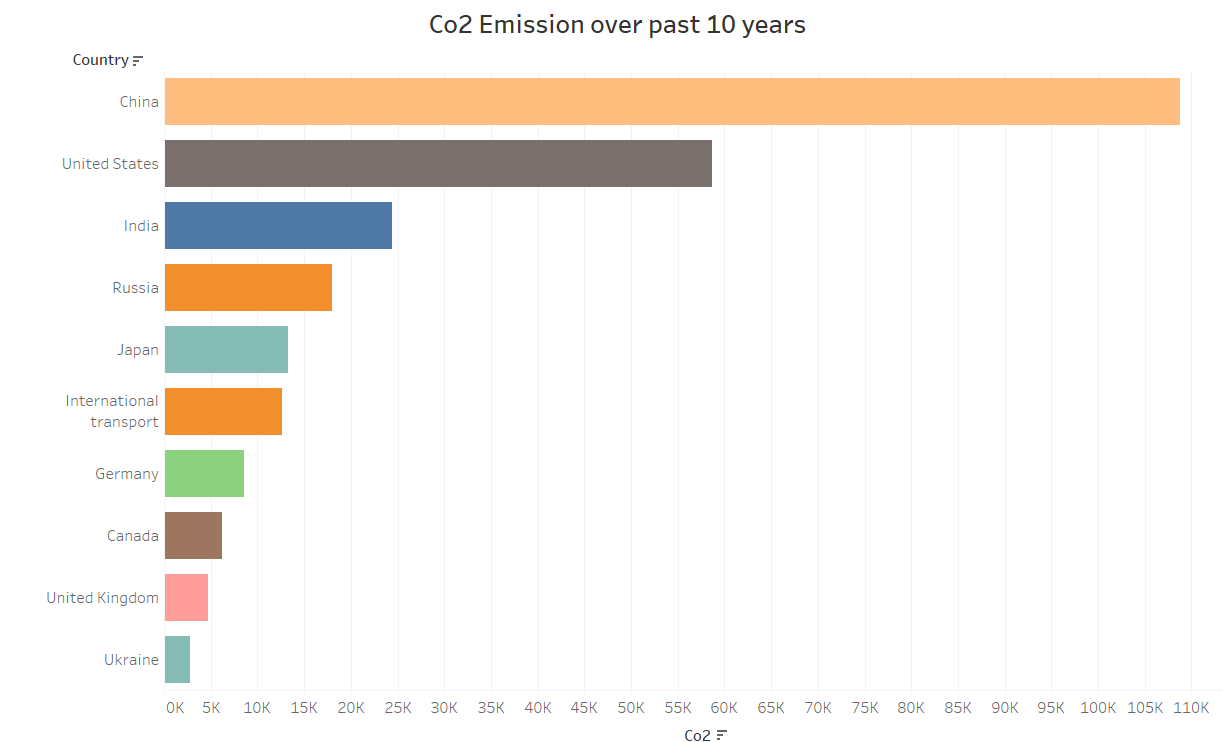 Co2 Emission over past 10 years
Country
China
United States
India
Russia
Japan
International
transport
Germany
Canada
United Kingdom
Ukraine
0K 5K 10K 15K 20K 25K 30K 35K 40K 45K 50K 55K 60K 65K 70K 75K 80K 85K 90K 95K 100K 105K 110K
Co2